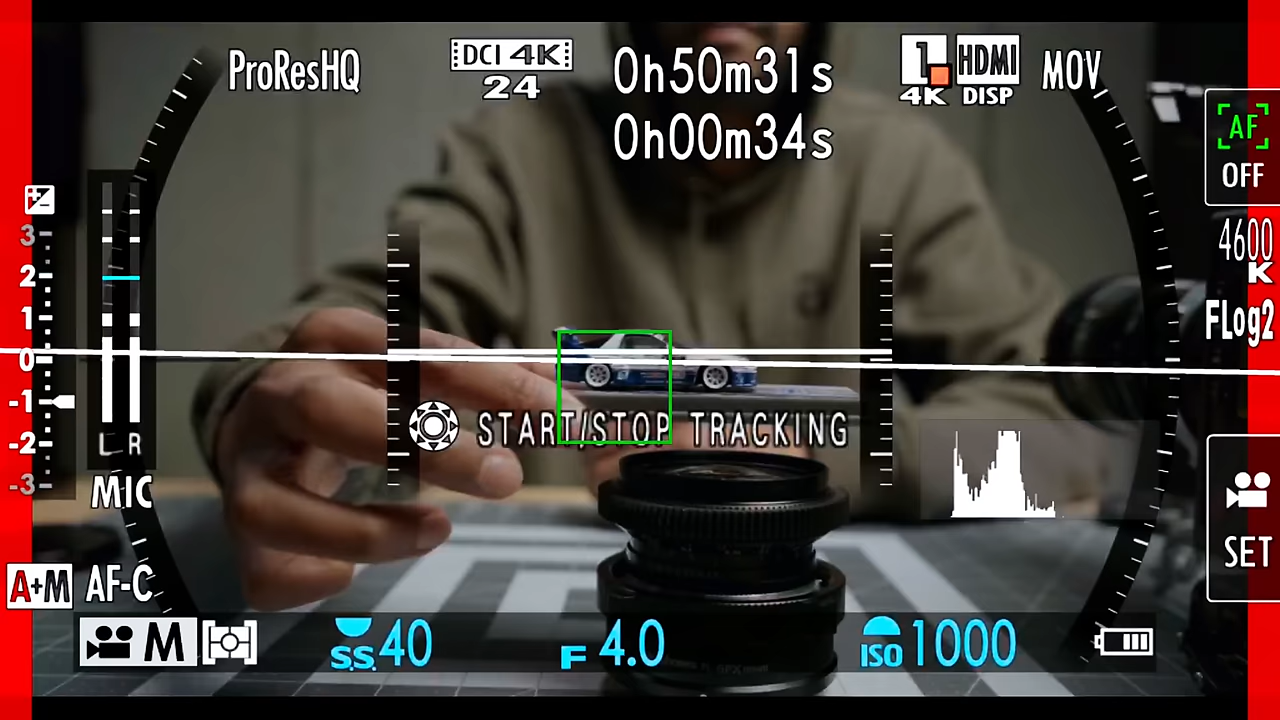 ProResHQ
DCI 4K
24
0h50m31s
0h00m34s
1
4K
HDMI
DISP
MOV
AF
OFF
4600
K
FLog2
3
2
1
0
-1
-2
-3
L R
MIC
START/STOP TRACKING
SET
A+M AF-C
M
S.S. 40
F 4.0
ISO 1000